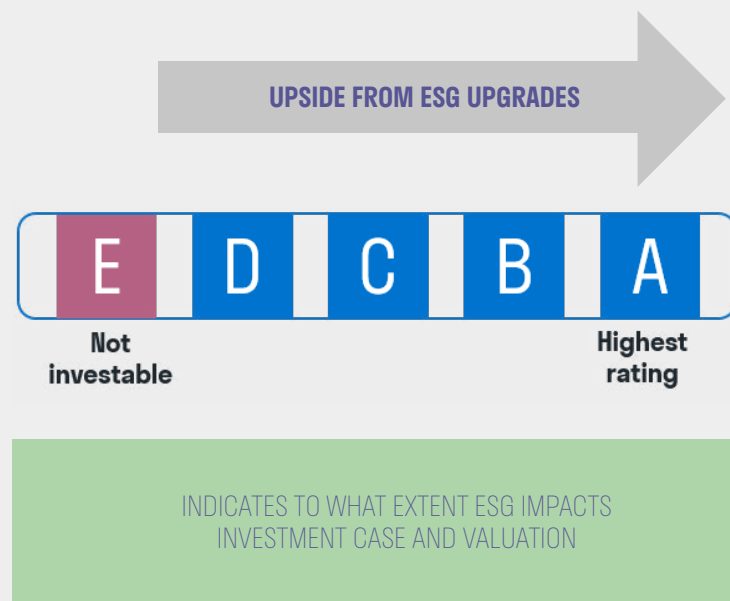 UPSIDE FROM ESG UPGRADES
E D C B A
Not Highest
investable rating
INDICATES TO WHAT EXTENT ESG IMPACTS
INVESTMENT CASE AND VALUATION